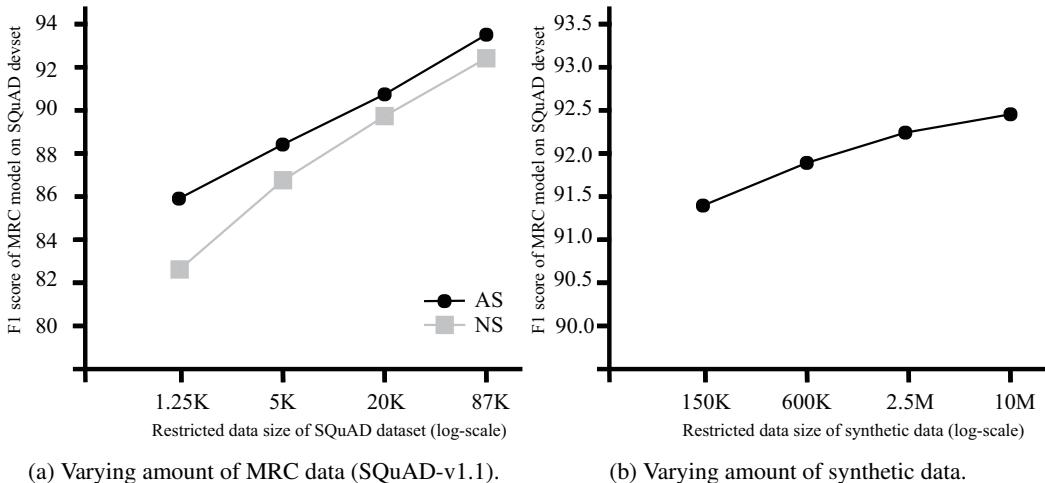 F1 score of MRC model on SQuAD devset
94
92
90
88
86
84
82
80
AS
NS
1.25K 5K 20K 87K
Restricted data size of SQuAD dataset (log-scale)
(a) Varying amount of MRC data (SQuAD-v1.1).
F1 score of MRC model on SQuAD devset
93.5
93.0
92.5
92.0
91.5
91.0
90.5
90.0
150K 600K 2.5M 10M
Restricted data size of synthetic data (log-scale)
(b) Varying amount of synthetic data.